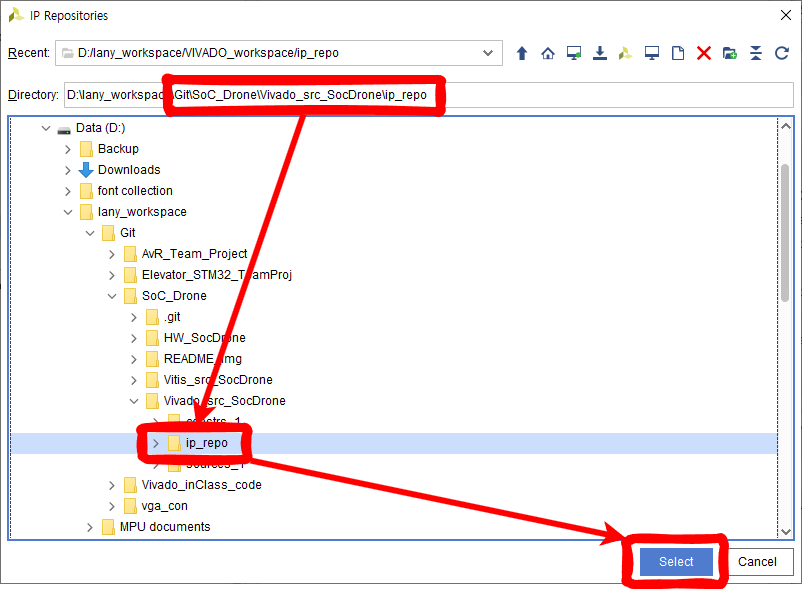 IP Repositories
Recent: D:/lany_workspace/VIVADO_workspace/ip_repo
Directory: D:\lany_workspace\Git\SoC_Drone\Vivado_src_SocDrone\ip_repo
Data (D:)
Backup
Downloads
font collection
lany_workspace
Git
AvR_Team_Project
Elevator_STM32_TeamProj
SoC_Drone
.git
HW_SocDrone
README_img
Vitis_src_SocDrone
Vivado_src_SocDrone
constrs_1
ip_repo
sources_1
Vivado_inClass_code
vga_con
MPU documents
Select Cancel